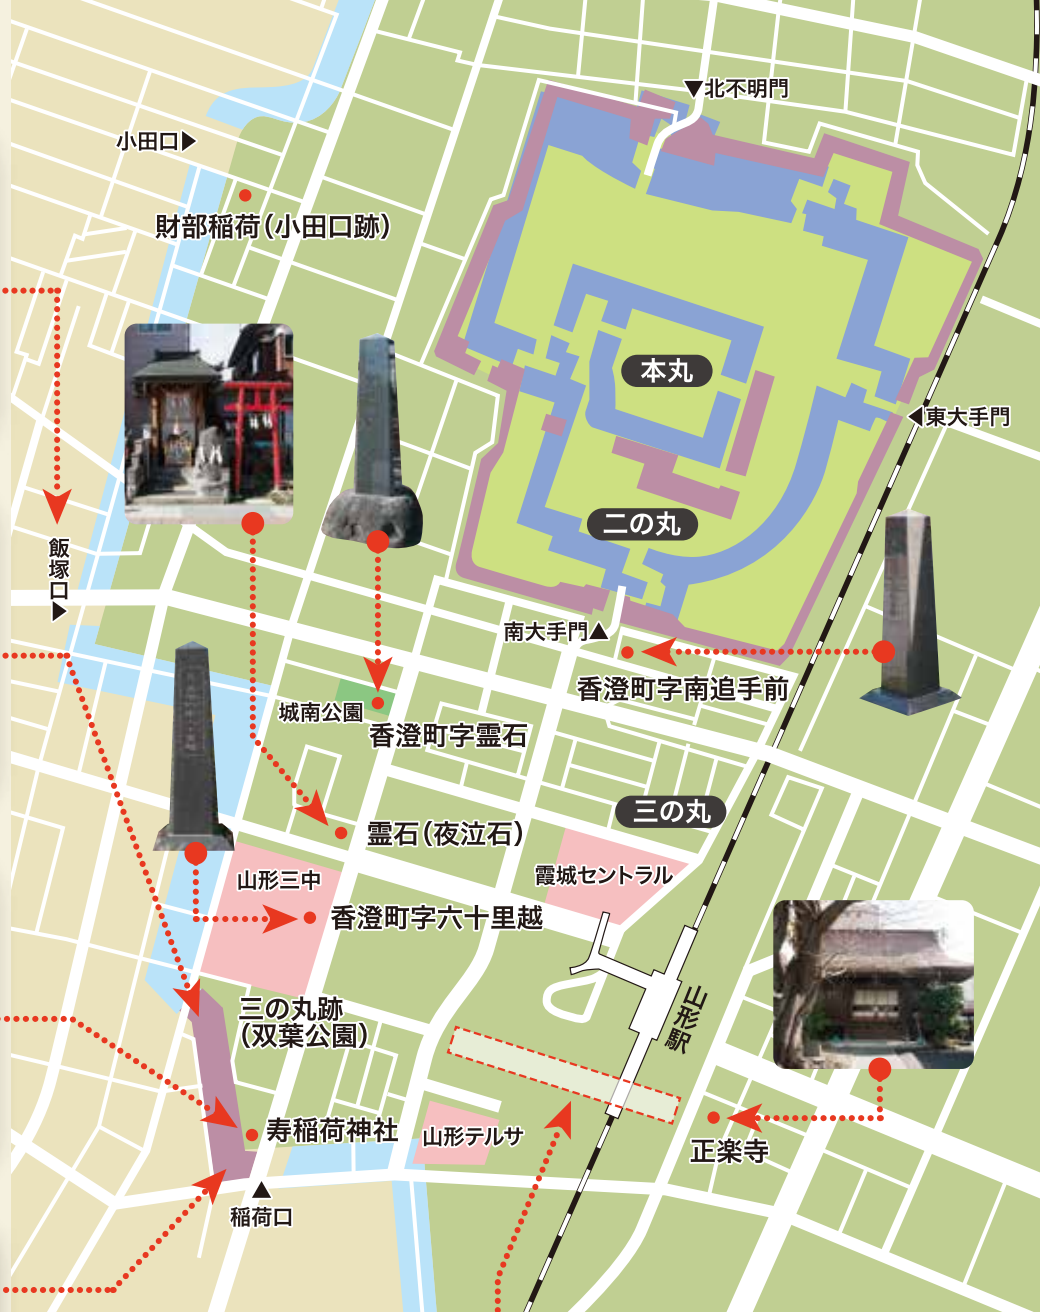 ▼北不明門
小田口▶
財部稲荷（小田口跡）
本丸
◀東大手門
二の丸
飯塚口▶
南大手門▲
香澄町字南追手前
城南公園
香澄町字霊石
三の丸
霊石（夜泣石）
霞城セントラル
山形三中
香澄町字六十里越
山形駅
三の丸跡
（双葉公園）
寿稲荷神社
山形テルサ
正楽寺
▲
稲荷口